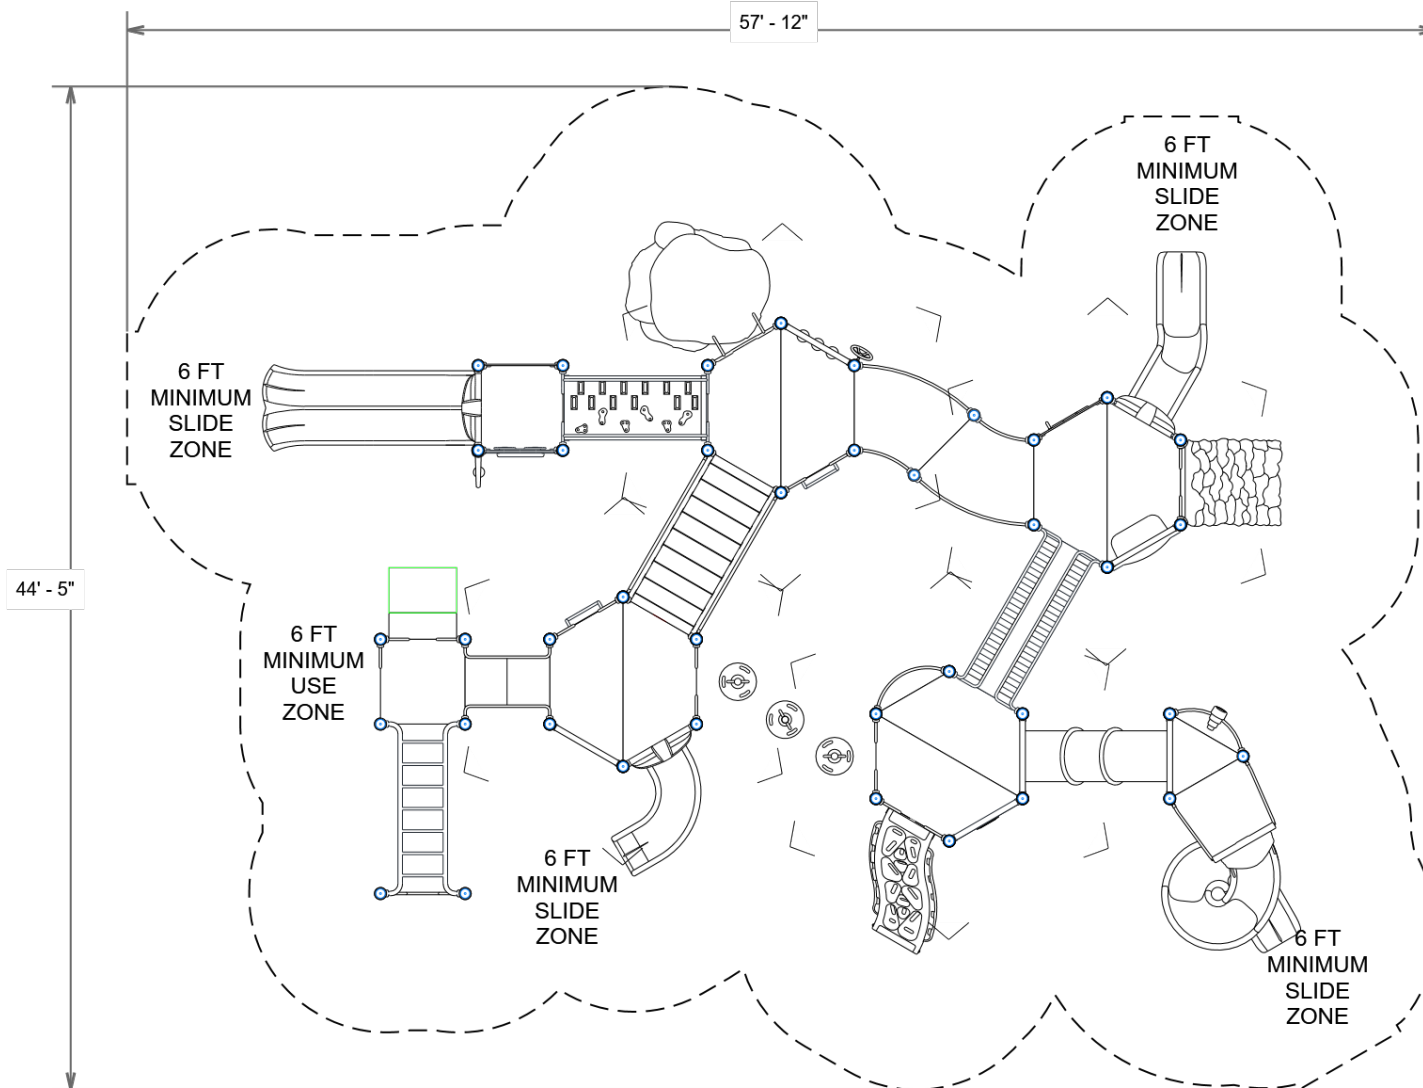 57' - 12"
6 FT
MINIMUM
SLIDE
ZONE
6 FT
MINIMUM
SLIDE
ZONE
44' - 5"
6 FT
MINIMUM
USE
ZONE
6 FT
MINIMUM
SLIDE
ZONE
6 FT
MINIMUM
SLIDE
ZONE